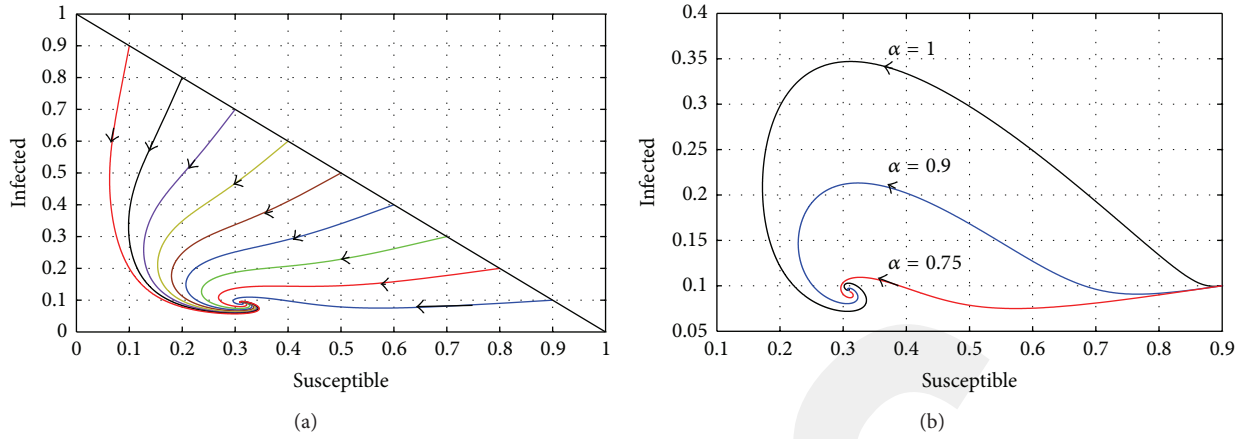 1
0.9
0.8
0.7
0.6
0.5
0.4
0.3
0.2
0.1
0
Infected
0 0.1 0.2 0.3 0.4 0.5 0.6 0.7 0.8 0.9 1
Susceptible
(a)
0.4
0.35
0.3
0.25
0.2
0.15
0.1
0.05
Infected
α = 1
α = 0.9
α = 0.75
0.1 0.2 0.3 0.4 0.5 0.6 0.7 0.8 0.9
Susceptible
(b)